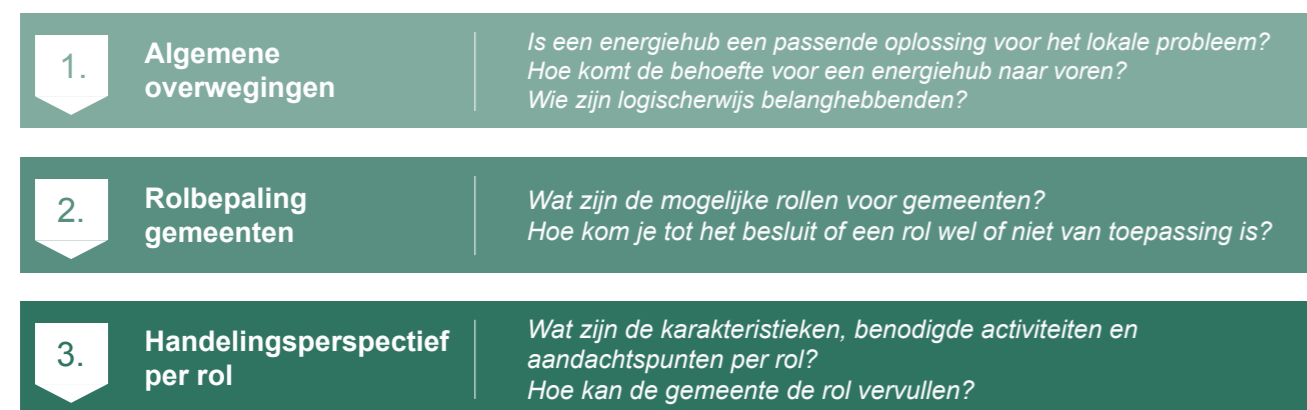 1.
Algemene
overwegingen
Is een energiehub een passende oplossing voor het lokale probleem?
Hoe komt de behoefte voor een energiehub naar voren?
Wie zijn logischerwijs belanghebbenden?
2.
Rolbepaling
gemeenten
Wat zijn de mogelijke rollen voor gemeenten?
Hoe kom je tot het besluit of een rol wel of niet van toepassing is?
3.
Handelingsperspectief
per rol
Wat zijn de karakteristieken, benodigde activiteiten en
aandachtspunten per rol?
Hoe kan de gemeente de rol vervullen?